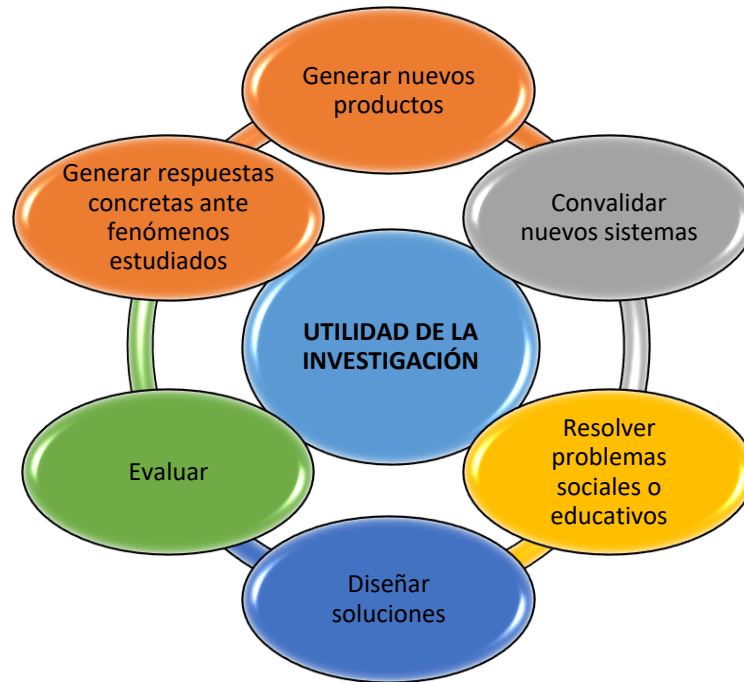 Generar nuevos
productos
Generar respuestas
concretas ante
fenómenos
estudiados
Convalidar
nuevos sistemas
UTILIDAD DE LA
INVESTIGACIÓN
Evaluar
Resolver
problemas
sociales o
educativos
Diseñar
soluciones